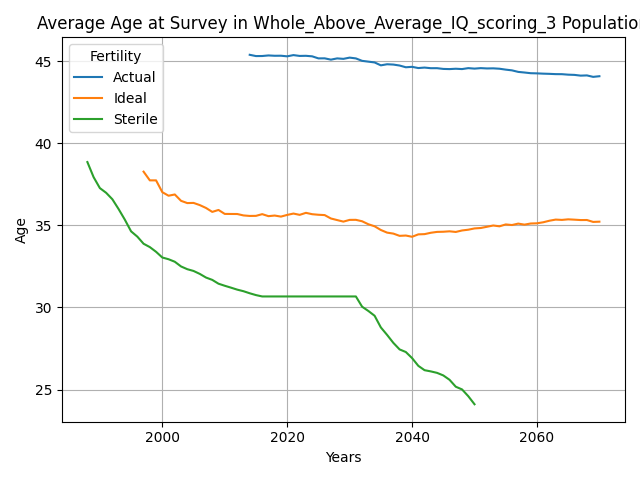 Average Age at Survey in Whole_Above_Average_IQ_scoring_3 Population
Fertility
Actual
Ideal
Sterile
Age
45
40
35
30
25
2000
2020
2040
2060
Years